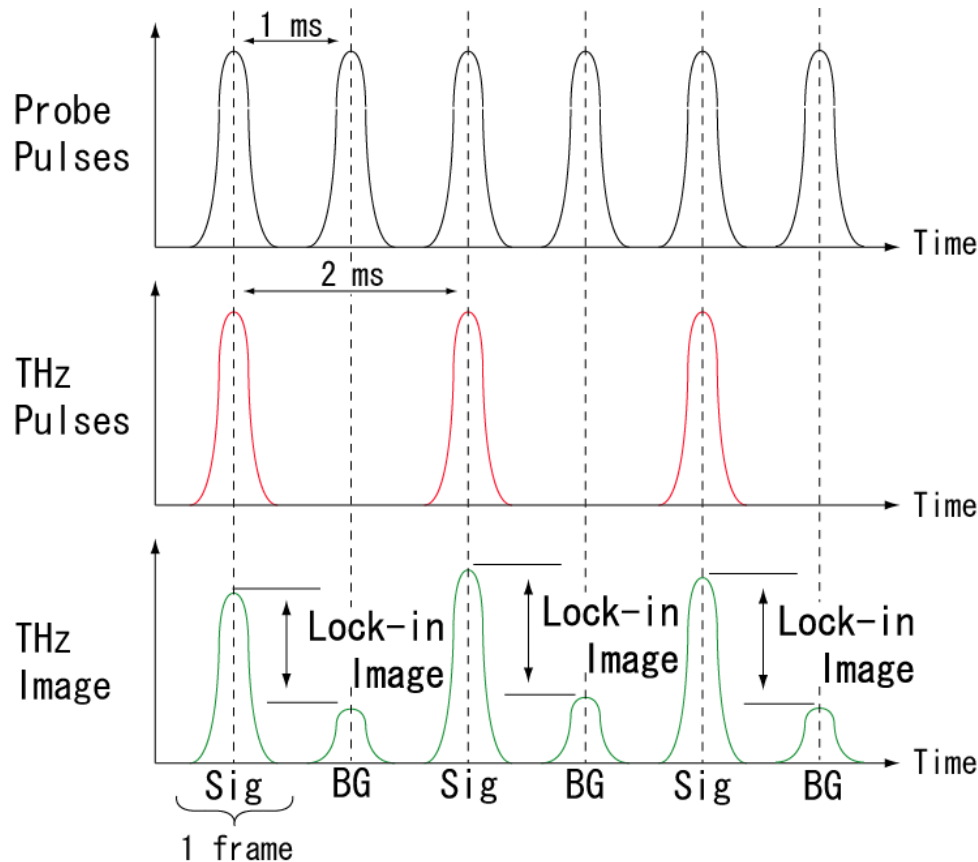 1 ms
Probe
Pulses
Time
2 ms
THz
Pulses
Time
Lock-in
Image
Lock-in
Image
Lock-in
Image
THz
Image
Time
Sig
BG
Sig
BG
Sig
BG
1 frame